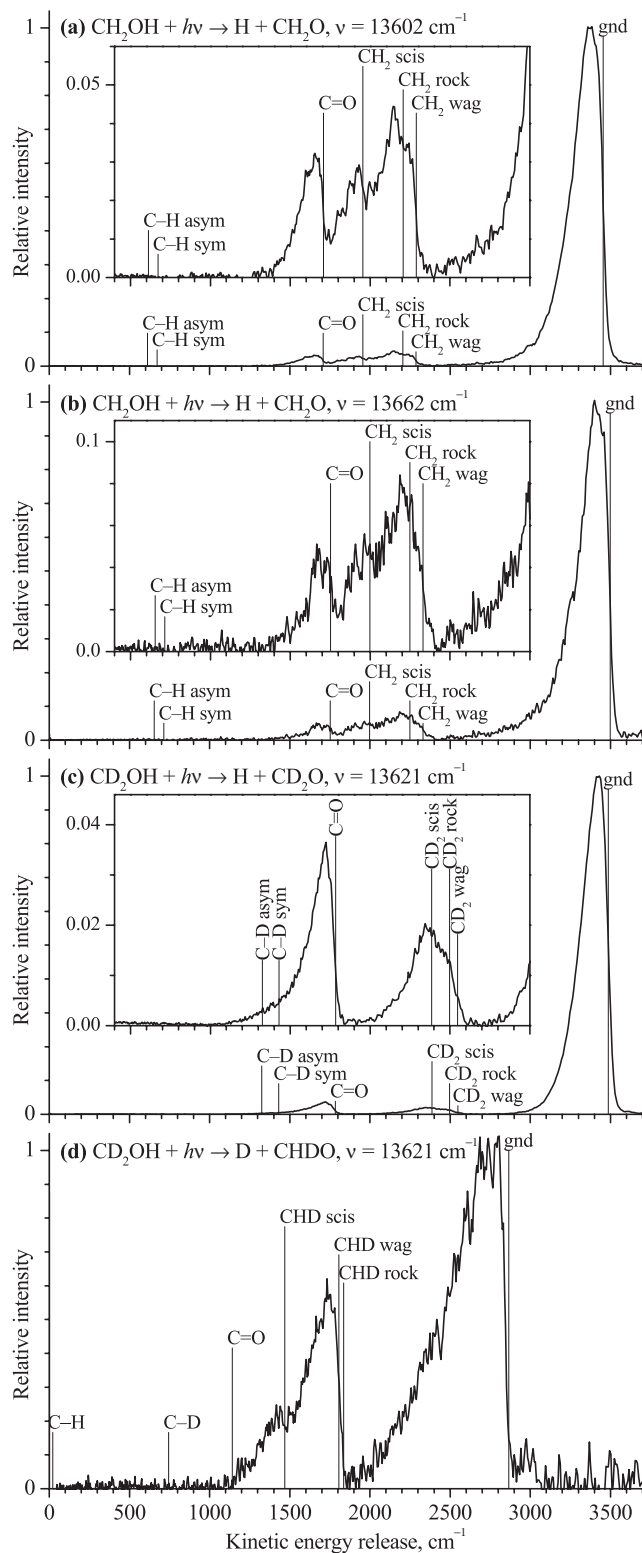 (a) CH₂OH + hν → H + CH₂O, ν = 13602 cm⁻¹
gnd
1
0.05
CH₂ scis
C=O
CH₂ rock
CH₂ wag
Relative intensity
C–H asym
C–H sym
0.00
C–H asym
C–H sym
C=O
CH₂ scis
CH₂ rock
CH₂ wag
0
(b) CH₂OH + hν → H + CH₂O, ν = 13662 cm⁻¹
1
gnd
0.1
CH₂ scis
CH₂ rock
C=O
CH₂ wag
Relative intensity
C–H asym
C–H sym
0.0
C–H asym
C–H sym
C=O
CH₂ scis
CH₂ rock
CH₂ wag
0
(c) CD₂OH + hν → H + CD₂O, ν = 13621 cm⁻¹
1
gnd
0.04
C=O
CD₂ scis
CD₂ rock
CD₂ wag
0.02
C–D asym
C–D sym
Relative intensity
0.00
C–D asym
C–D sym
C=O
CD₂ scis
CD₂ rock
CD₂ wag
0
(d) CD₂OH + hν → D + CHDO, ν = 13621 cm⁻¹
1
gnd
CHD scis
CHD wag
CHD rock
Relative intensity
C=O
C–H
C–D
0
0 500 1000 1500 2000 2500 3000 3500
Kinetic energy release, cm⁻¹